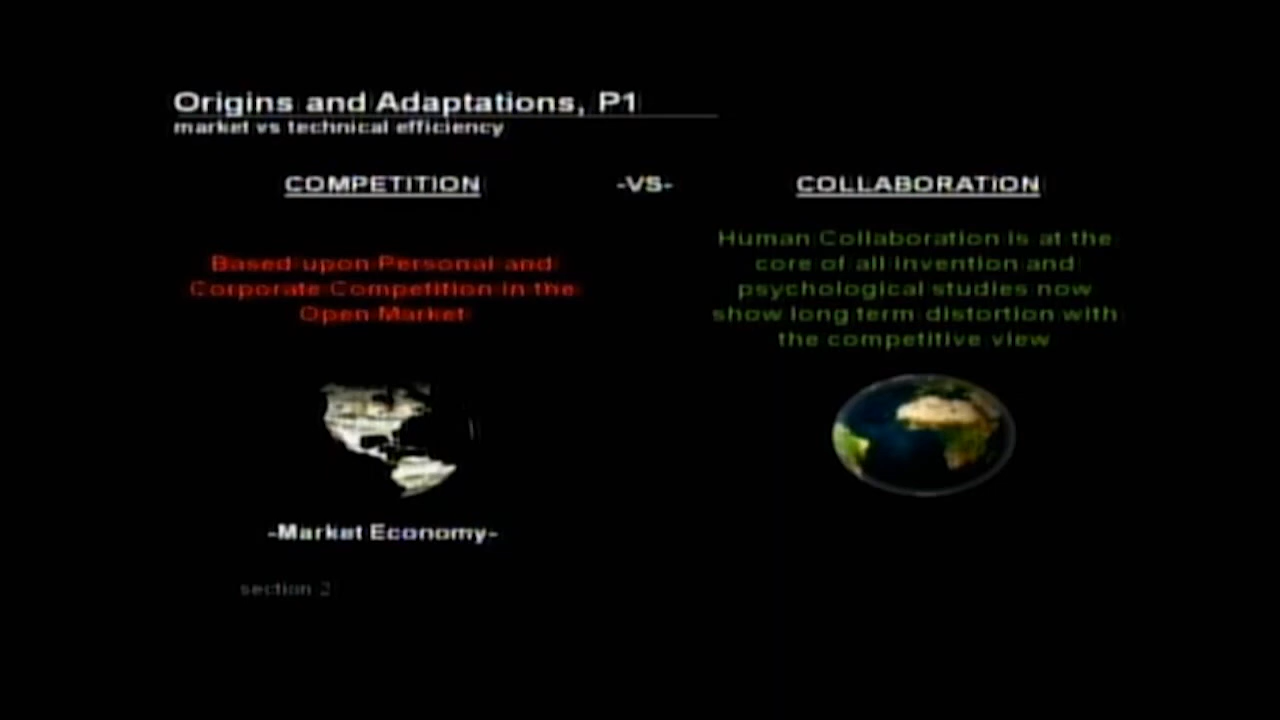 Origins and Adaptations, P1
market vs technical efficiency
COMPETITION -VS- COLLABORATION
Based upon Personal and
Corporate Competition in the
Open Market
Human Collaboration is at the
core of all invention and
psychological studies now
show long term distortion with
the competitive view
-Market Economy-
section 2